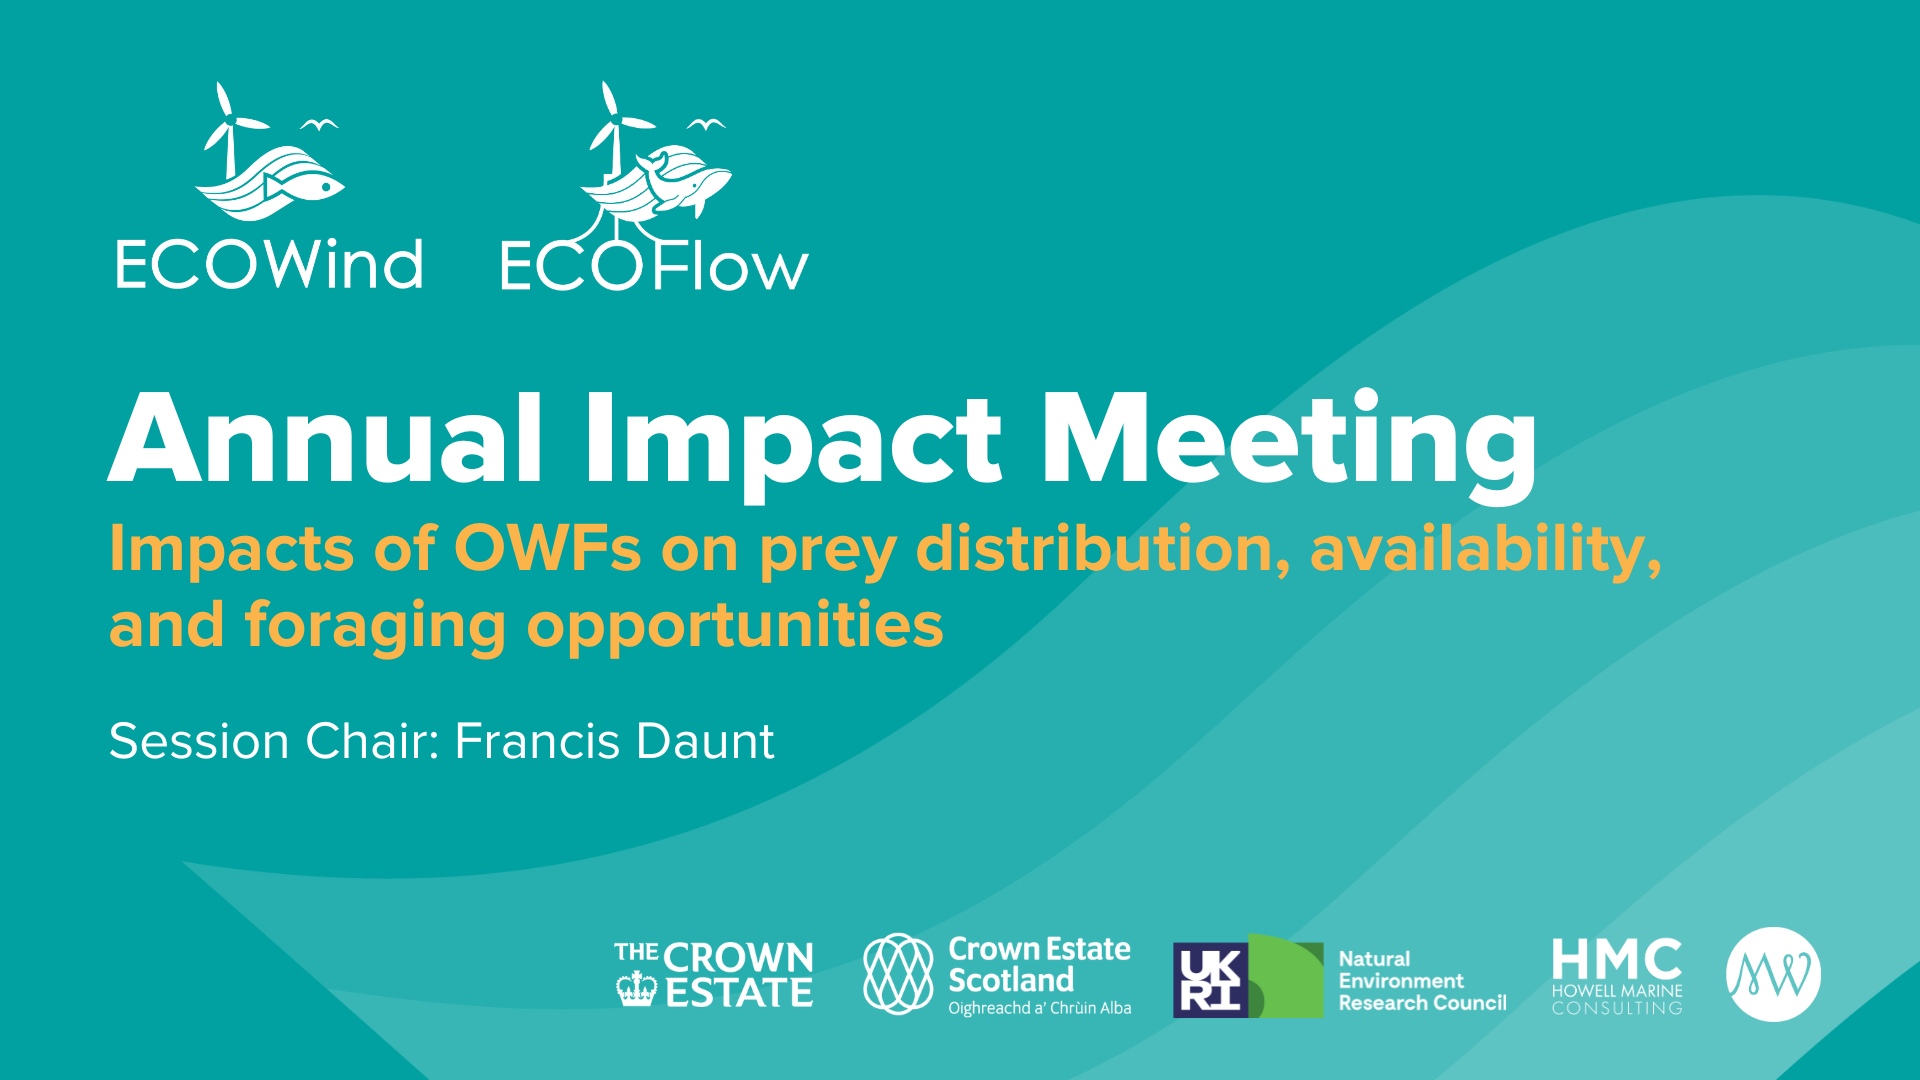 ECOWind
ECOFlow
Annual Impact Meeting
Impacts of OWFs on prey distribution, availability,
and foraging opportunities
Session Chair: Francis Daunt
THE CROWN
ESTATE
Crown Estate
Scotland
Oighreachd a' Chrùin Alba
UK
RI
Natural
Environment
Research Council
HMC
HOWELL MARINE
CONSULTING
MW